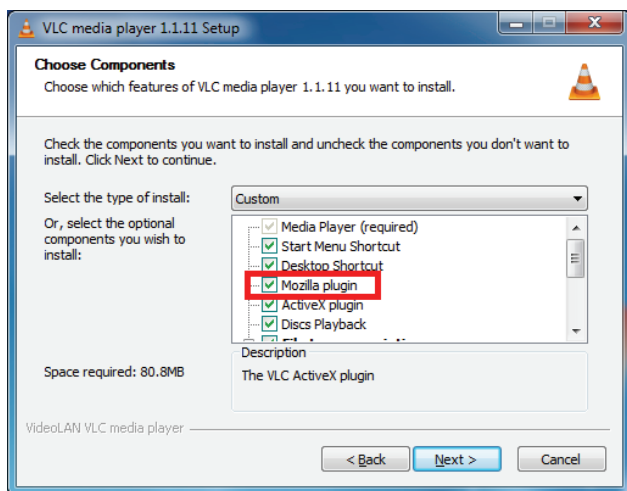 VLC media player 1.1.11 Setup
Choose Components
Choose which features of VLC media player 1.1.11 you want to install.
Check the components you want to install and uncheck the components you don't want to
install. Click Next to continue.
Select the type of install:
Custom
Or, select the optional
components you wish to
install:
Media Player (required)
Start Menu Shortcut
Desktop Shortcut
Mozilla plugin
ActiveX plugin
Discs Playback
Space required: 80.8MB
Description
The VLC ActiveX plugin
VideoLAN VLC media player
< Back
Next >
Cancel